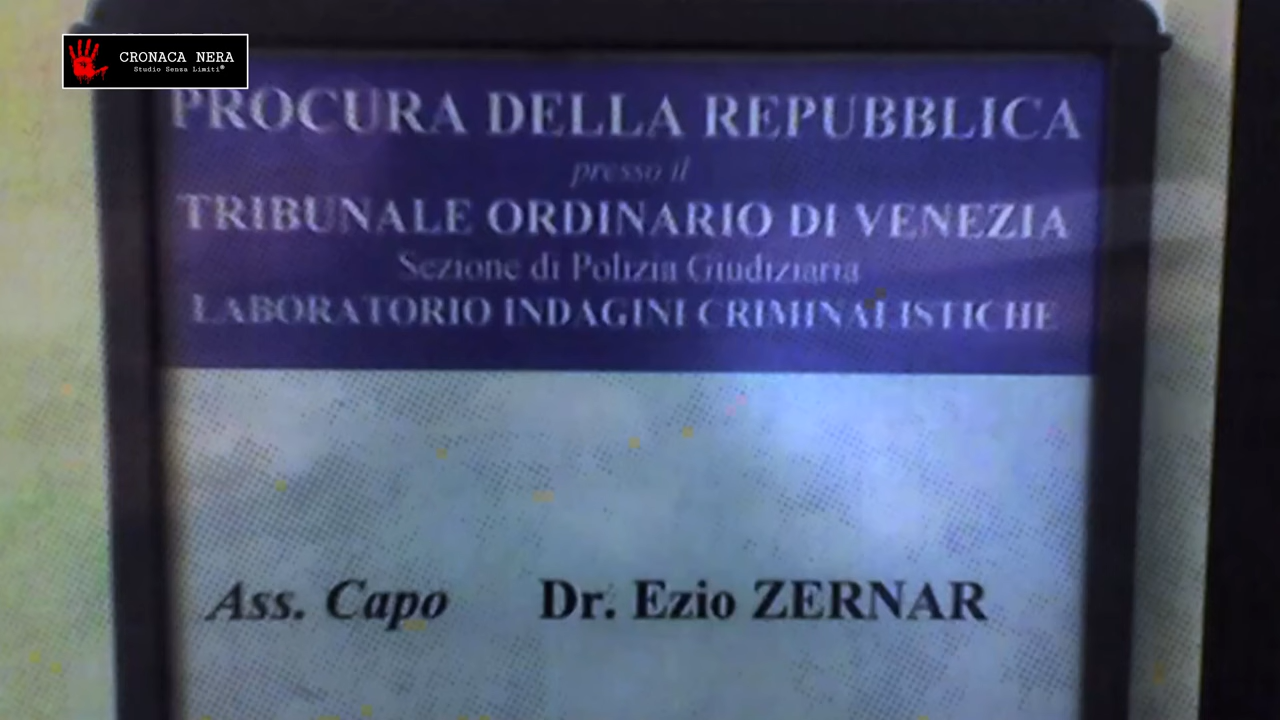 CRONACA NERA
Studio Senza Limiti®
PROCURA DELLA REPUBBLICA
presso il
TRIBUNALE ORDINARIO DI VENEZIA
Sezione di Polizia Giudiziaria
LABORATORIO INDAGINI CRIMINALISTICHE
Ass. Capo Dr. Ezio ZERNAR